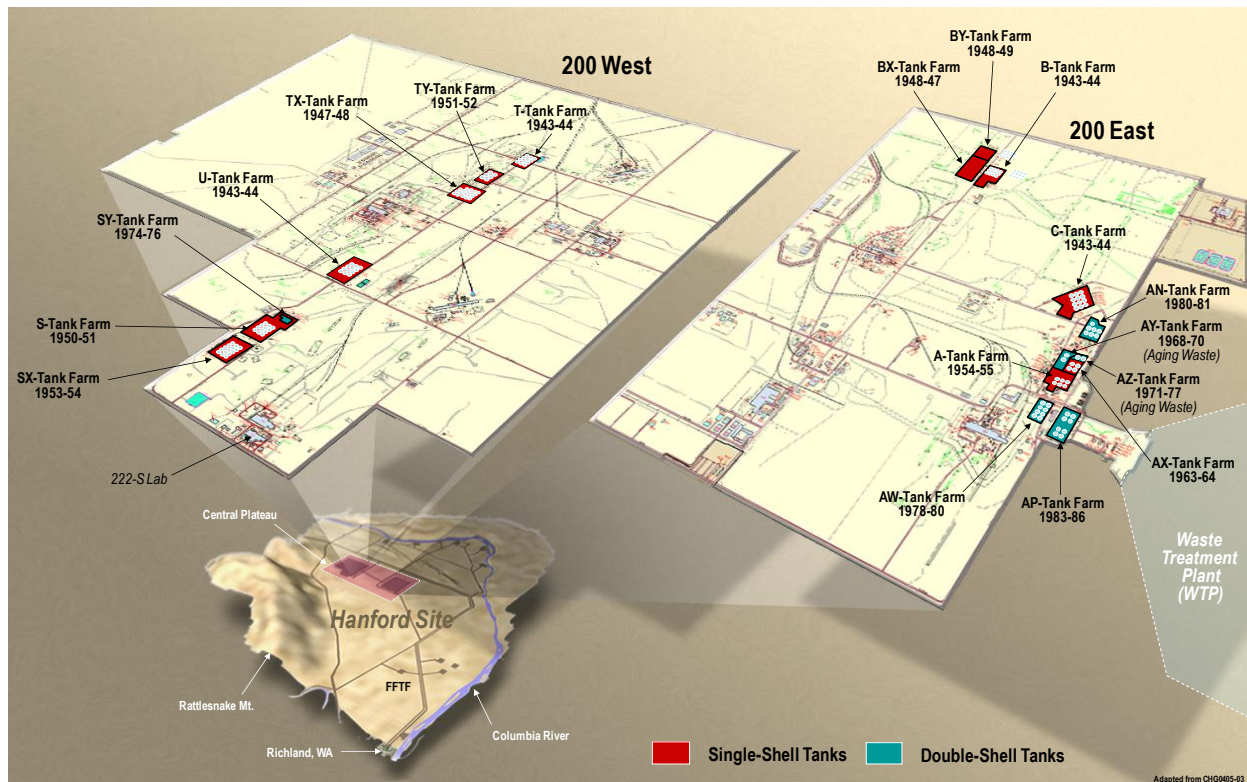 200 West
TX-Tank Farm
1947-48
TY-Tank Farm
1951-52
T-Tank Farm
1943-44
U-Tank Farm
1943-44
SY-Tank Farm
1974-76
S-Tank Farm
1950-51
SX-Tank Farm
1953-54
222-S Lab
200 East
BY-Tank Farm
1948-49
BX-Tank Farm
1948-47
B-Tank Farm
1943-44
C-Tank Farm
1943-44
AN-Tank Farm
1980-81
AY-Tank Farm
1968-70
(Aging Waste)
A-Tank Farm
1954-55
AZ-Tank Farm
1971-77
(Aging Waste)
AX-Tank Farm
1963-64
AW-Tank Farm
1978-80
AP-Tank Farm
1983-86
Waste
Treatment
Plant
(WTP)
Central Plateau
Hanford Site
FFTF
Rattlesnake Mt.
Columbia River
Richland, WA
Single-Shell Tanks
Double-Shell Tanks
Adapted from CHG0405-03